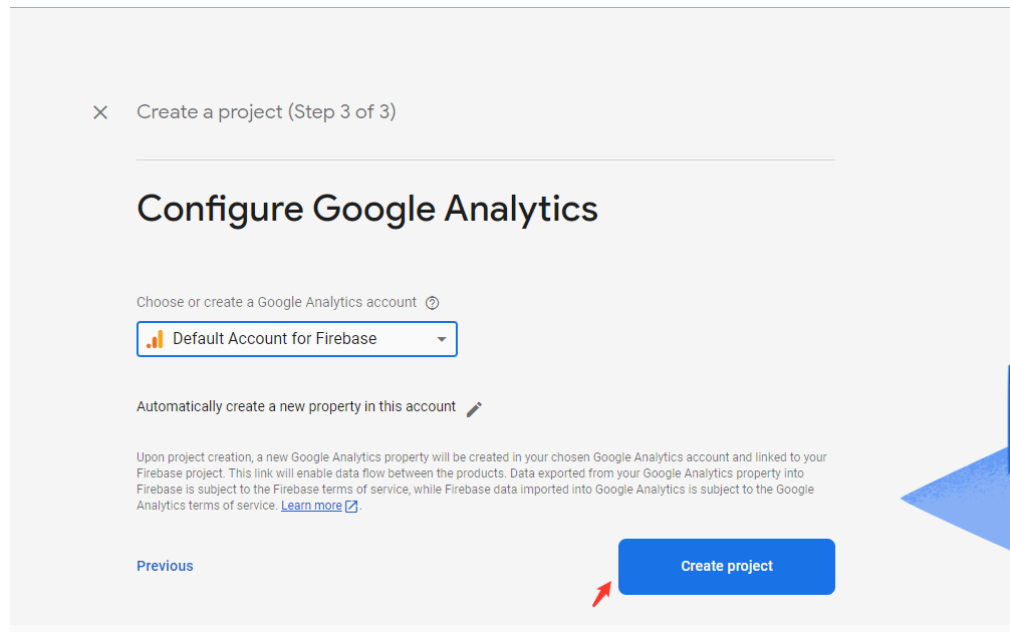 Create a project (Step 3 of 3)
Configure Google Analytics
Choose or create a Google Analytics account
Default Account for Firebase
Automatically create a new property in this account
Upon project creation, a new Google Analytics property will be created in your chosen Google Analytics account and linked to your
Firebase project. This link will enable data flow between the products. Data exported from your Google Analytics property into
Firebase is subject to the Firebase terms of service, while Firebase data imported into Google Analytics is subject to the Google
Analytics terms of service. Learn more.
Previous
Create project